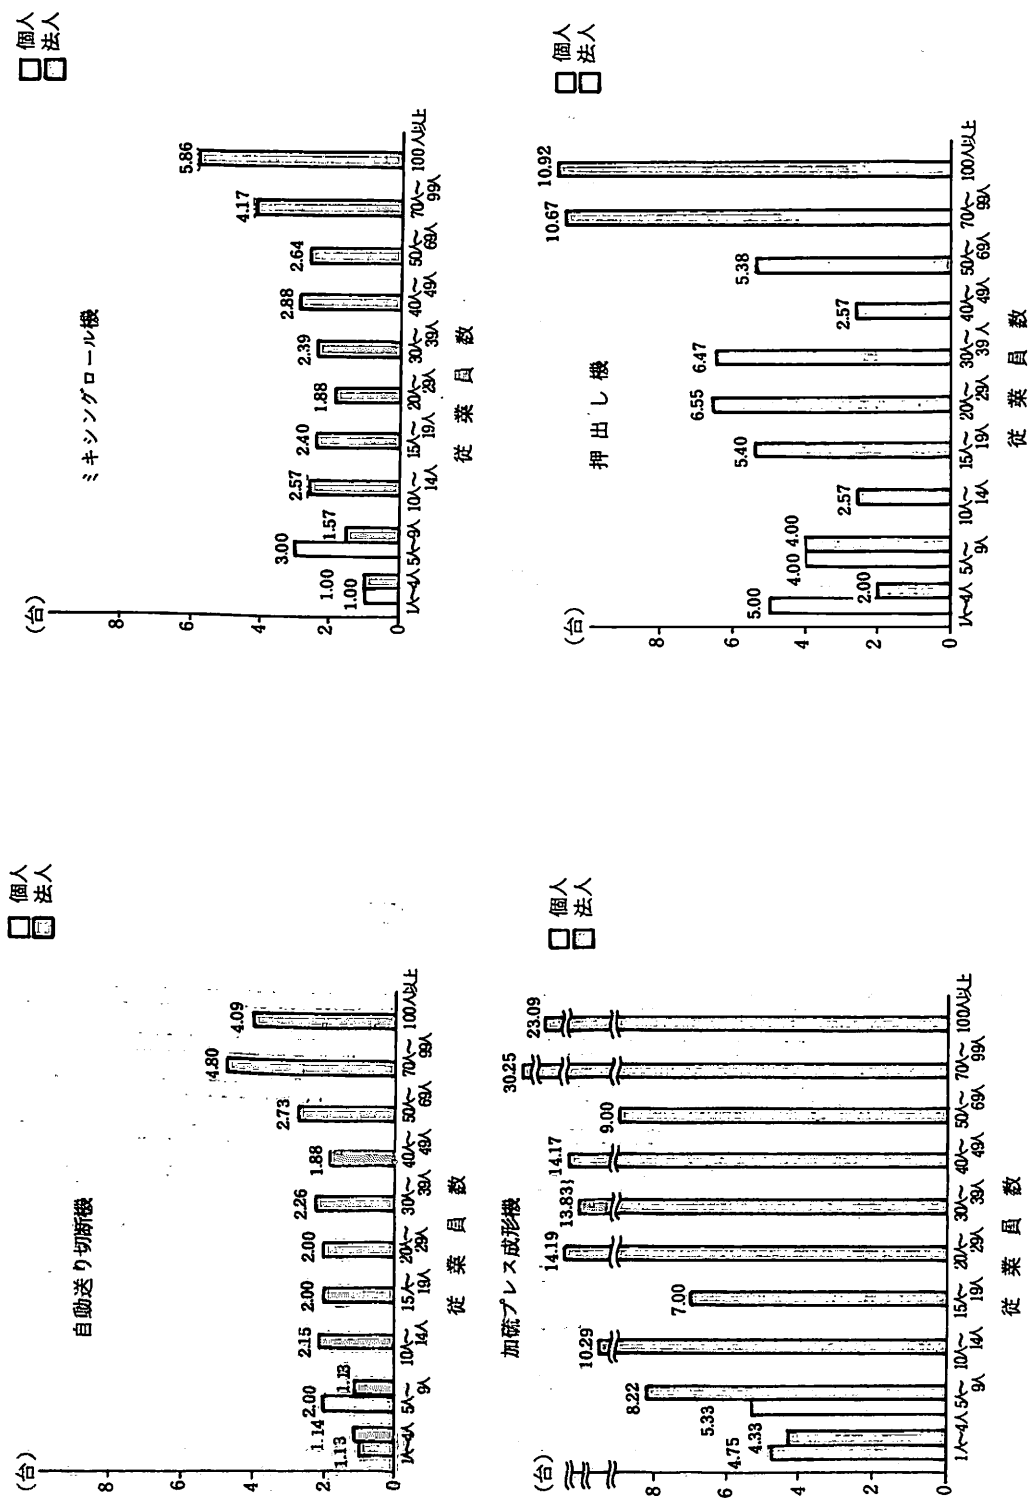 自動送り切断機
□個人
□法人
(台)
8
6
4
2
0
1.13
1.14
2.00
1.13
2.15
2.00
2.00
2.26
1.88
2.73
4.80
4.09
1人~4人
5人~9人
10人~14人
15人~19人
20人~29人
30人~39人
40人~49人
50人~69人
70人~99人
100人以上
従業員数
ミキシングロール機
□個人
□法人
(台)
8
6
4
2
0
1.00
1.00
3.00
1.57
2.57
2.40
1.88
2.39
2.88
2.64
4.17
5.86
1人~4人
5人~9人
10人~14人
15人~19人
20人~29人
30人~39人
40人~49人
50人~69人
70人~99人
100人以上
従業員数
加硫プレス成形機
□個人
□法人
(台)
8
6
4
2
0
4.75
4.33
5.33
8.22
10.29
7.00
14.19
13.83
14.17
9.00
30.25
23.09
1人~4人
5人~9人
10人~14人
15人~19人
20人~29人
30人~39人
40人~49人
50人~69人
70人~99人
100人以上
従業員数
押出し機
□個人
□法人
(台)
8
6
4
2
0
5.00
2.00
4.00
4.00
2.57
5.40
6.55
6.47
2.57
5.38
10.67
10.92
1人~4人
5人~9人
10人~14人
15人~19人
20人~29人
30人~39人
40人~49人
50人~69人
70人~99人
100人以上
従業員数